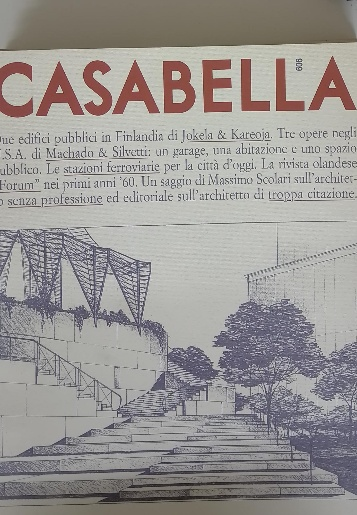 CASABELLA
606
Due edifici pubblici in Finlandia di Jokela & Kareoja. Tre opere negli
U.S.A. di Machado & Silvetti: un garage, una abitazione e uno spazio
pubblico. Le stazioni ferroviarie per la città d'oggi. La rivista olandese
"Forum" nei primi anni '60. Un saggio di Massimo Scolari sull'architet-
o senza professione ed editoriale sull'architetto di troppa citazione.